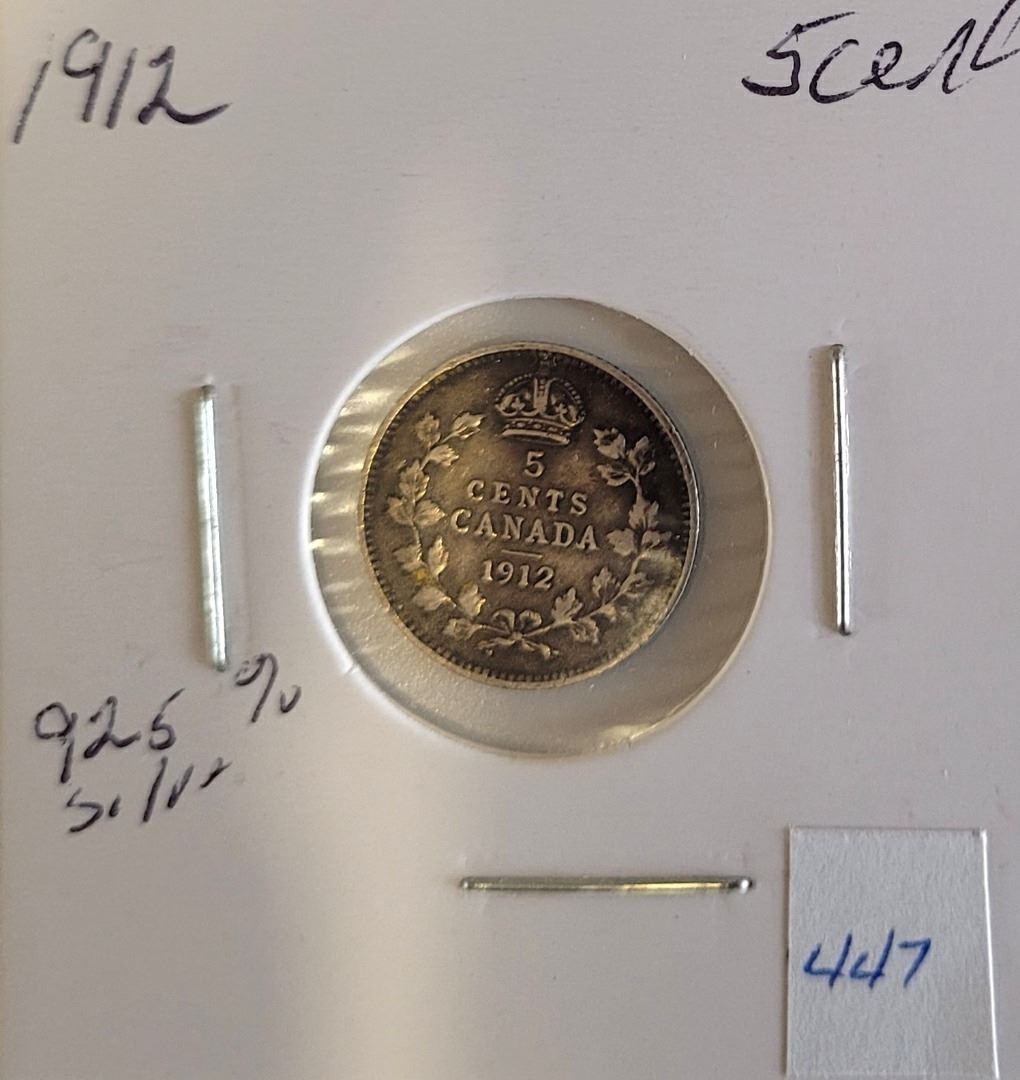 1912
5cent
5
CENTS
CANADA
1912
925 %
Silver
447